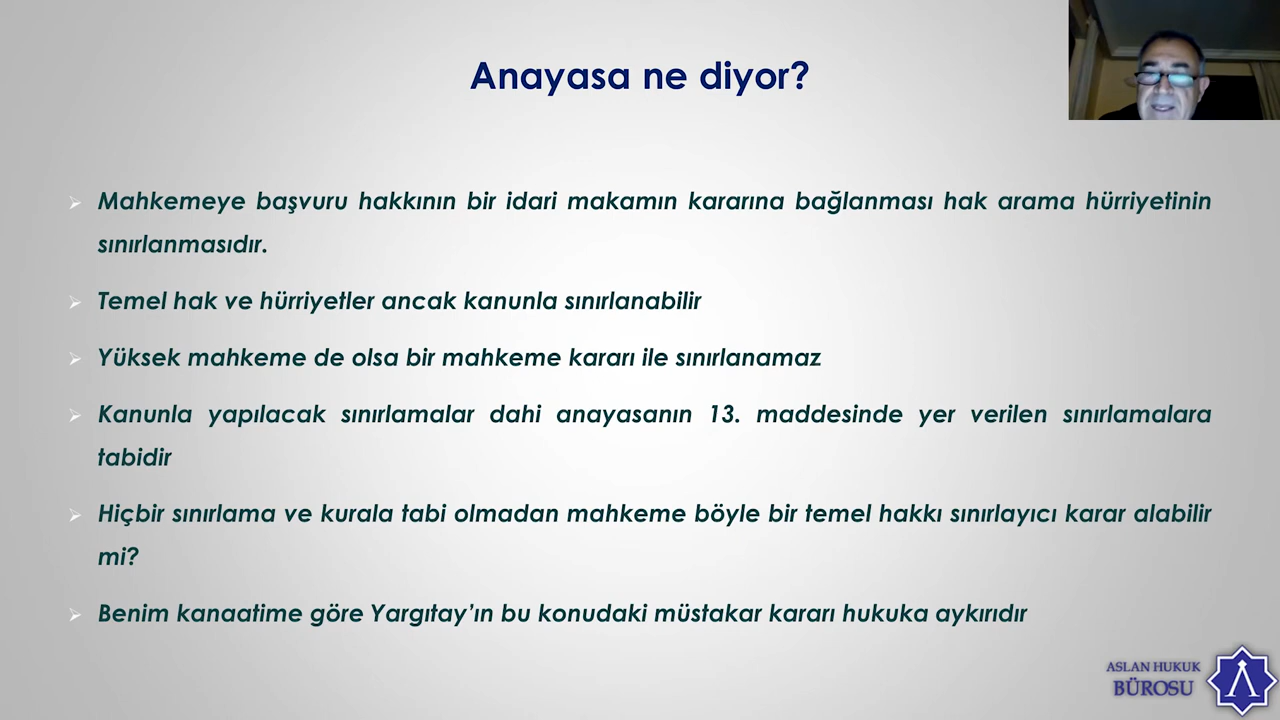 Anayasa ne diyor?
Mahkemeye başvuru hakkının bir idari makamın kararına bağlanması hak arama hürriyetinin
sınırlanmasıdır.
Temel hak ve hürriyetler ancak kanunla sınırlanabilir
Yüksek mahkeme de olsa bir mahkeme kararı ile sınırlanamaz
Kanunla yapılacak sınırlamalar dahi anayasanın 13. maddesinde yer verilen sınırlamalara
tabidir
Hiçbir sınırlama ve kurala tabi olmadan mahkeme böyle bir temel hakkı sınırlayıcı karar alabilir
mi?
Benim kanaatime göre Yargıtay’ın bu konudaki müstakar kararı hukuka aykırıdır
ASLAN HUKUK
BÜROSU